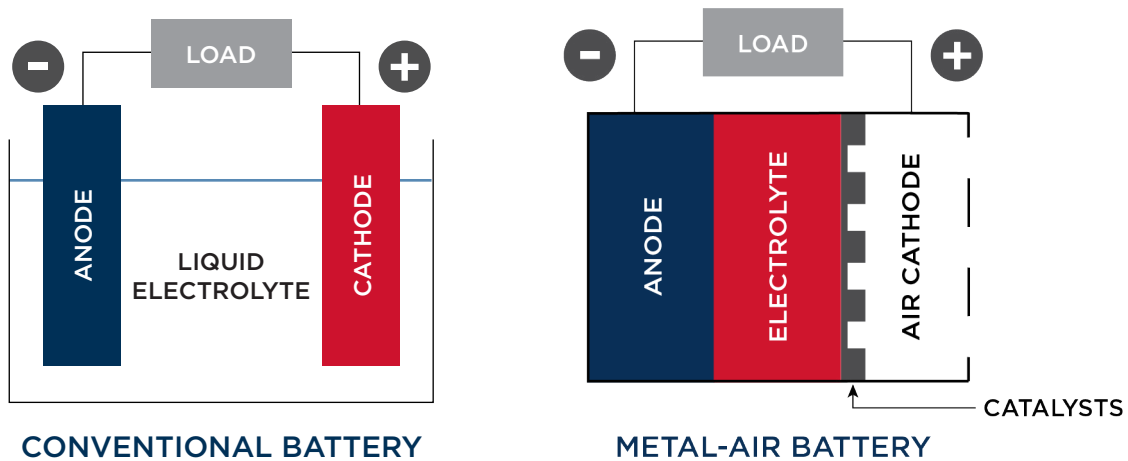 -
LOAD
+
ANODE
LIQUID
ELECTROLYTE
CATHODE
CONVENTIONAL BATTERY
-
LOAD
+
ANODE
ELECTROLYTE
AIR CATHODE
CATALYSTS
METAL-AIR BATTERY